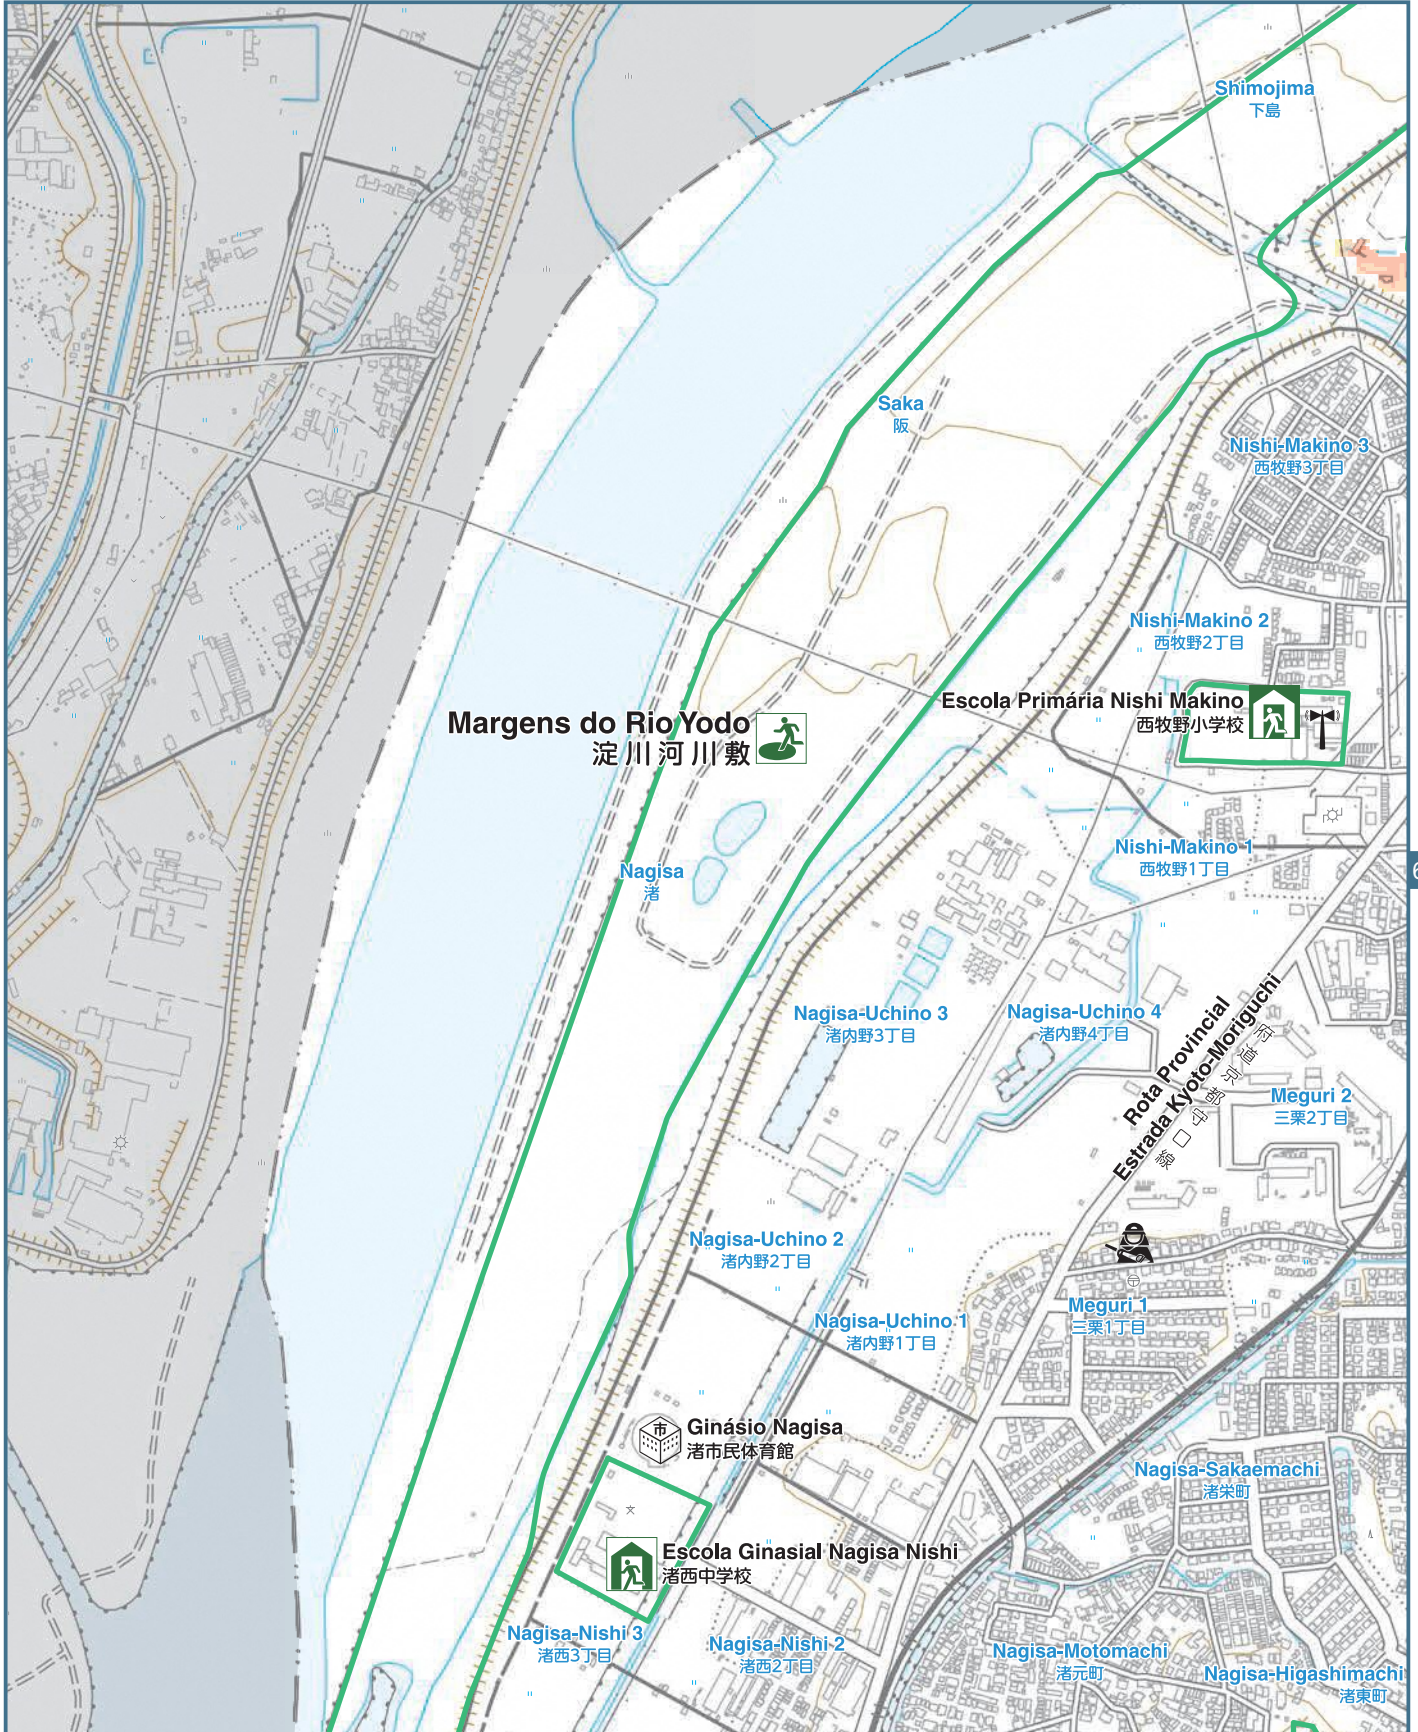 Shimojima
下島
Saka
阪
Nishi-Makino 3
西牧野3丁目
Nishi-Makino 2
西牧野2丁目
Escola Primária Nishi Makino
西牧野小学校
Margens do Rio Yodo
淀川河川敷
Nishi-Makino 1
西牧野1丁目
Nagisa
渚
6
Nagisa-Uchino 3
渚内野3丁目
Nagisa-Uchino 4
渚内野4丁目
Rota Provincial
Estrada Kyoto-Moriguchi
府道京都守口線
Meguri 2
三栗2丁目
Nagisa-Uchino 2
渚内野2丁目
Meguri 1
三栗1丁目
Nagisa-Uchino 1
渚内野1丁目
市
Ginásio Nagisa
渚市民体育館
Nagisa-Sakaemachi
渚栄町
文
Escola Ginasial Nagisa Nishi
渚西中学校
Nagisa-Nishi 3
渚西3丁目
Nagisa-Nishi 2
渚西2丁目
Nagisa-Motomachi
渚元町
Nagisa-Higashimachi
渚東町